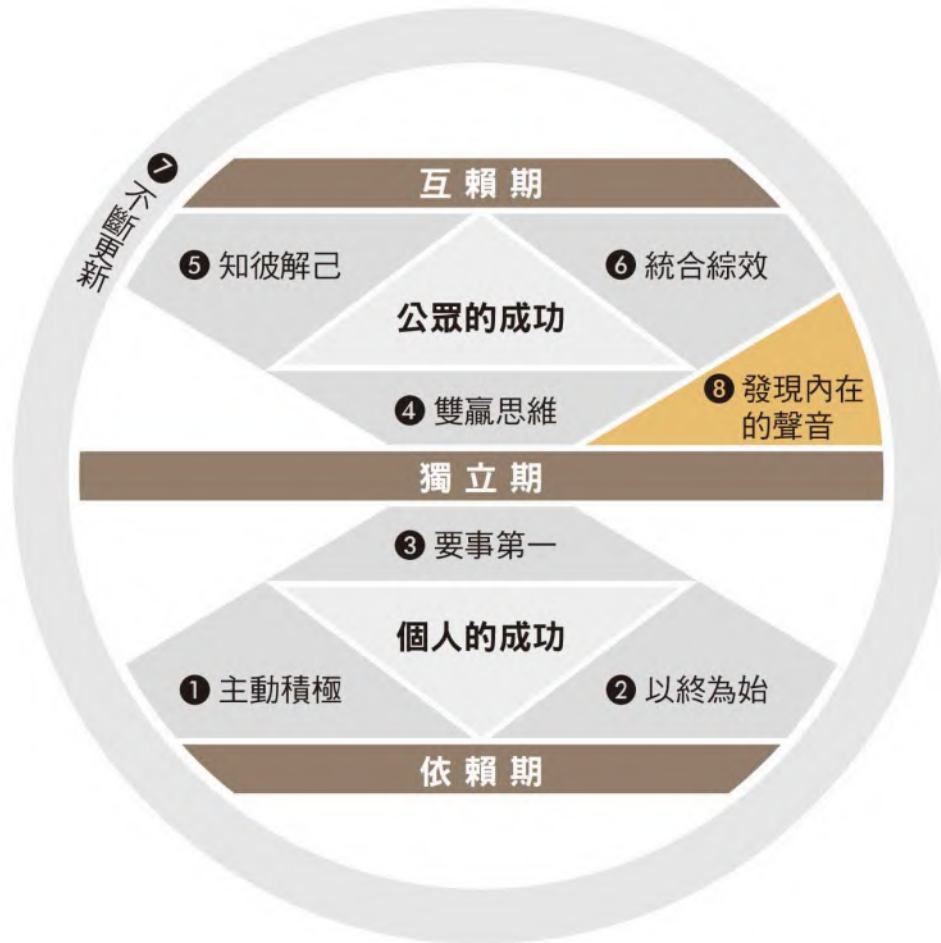 ❼ 不斷更新
互賴期
❺ 知彼解己
❻ 統合綜效
公眾的成功
❹ 雙贏思維
❽ 發現內在
的聲音
獨立期
❸ 要事第一
個人的成功
❶ 主動積極
❷ 以終為始
依賴期